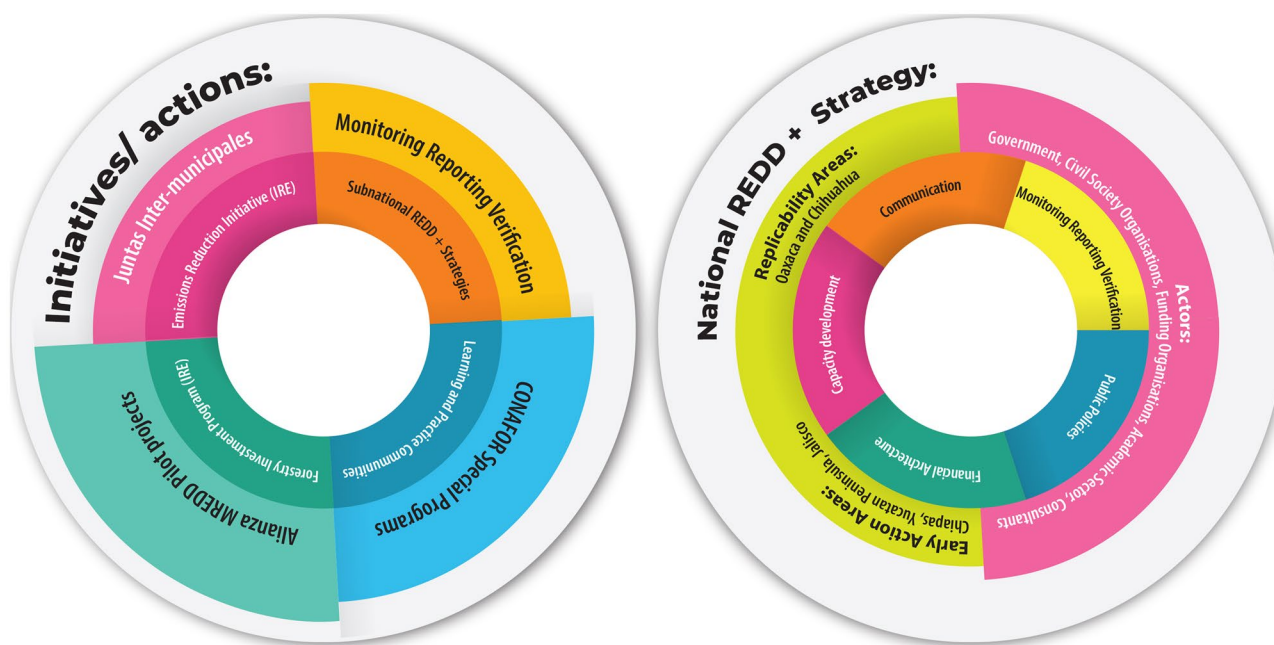 Initiatives/ actions:
Juntas Inter-municipales
Emissions Reduction Initiative (IRE)
Monitoring Reporting Verification
Subnational REDD + Strategies
Learning and Practice Communities
CONAFOR Special Programs
Forestry Investment Program (IRE)
Alianza MREDD Pilot projects
National REDD + Strategy:
Replicability Areas:
Oaxaca and Chihuahua
Communication
Monitoring Reporting Verification
Public Policies
Financial Architecture
Capacity development
Actors:
Government, Civil Society Organisations, Funding Organisations, Academic Sector, Consultants
Chiapas, Yucatan Peninsula, Jalisco
Early Action Areas: